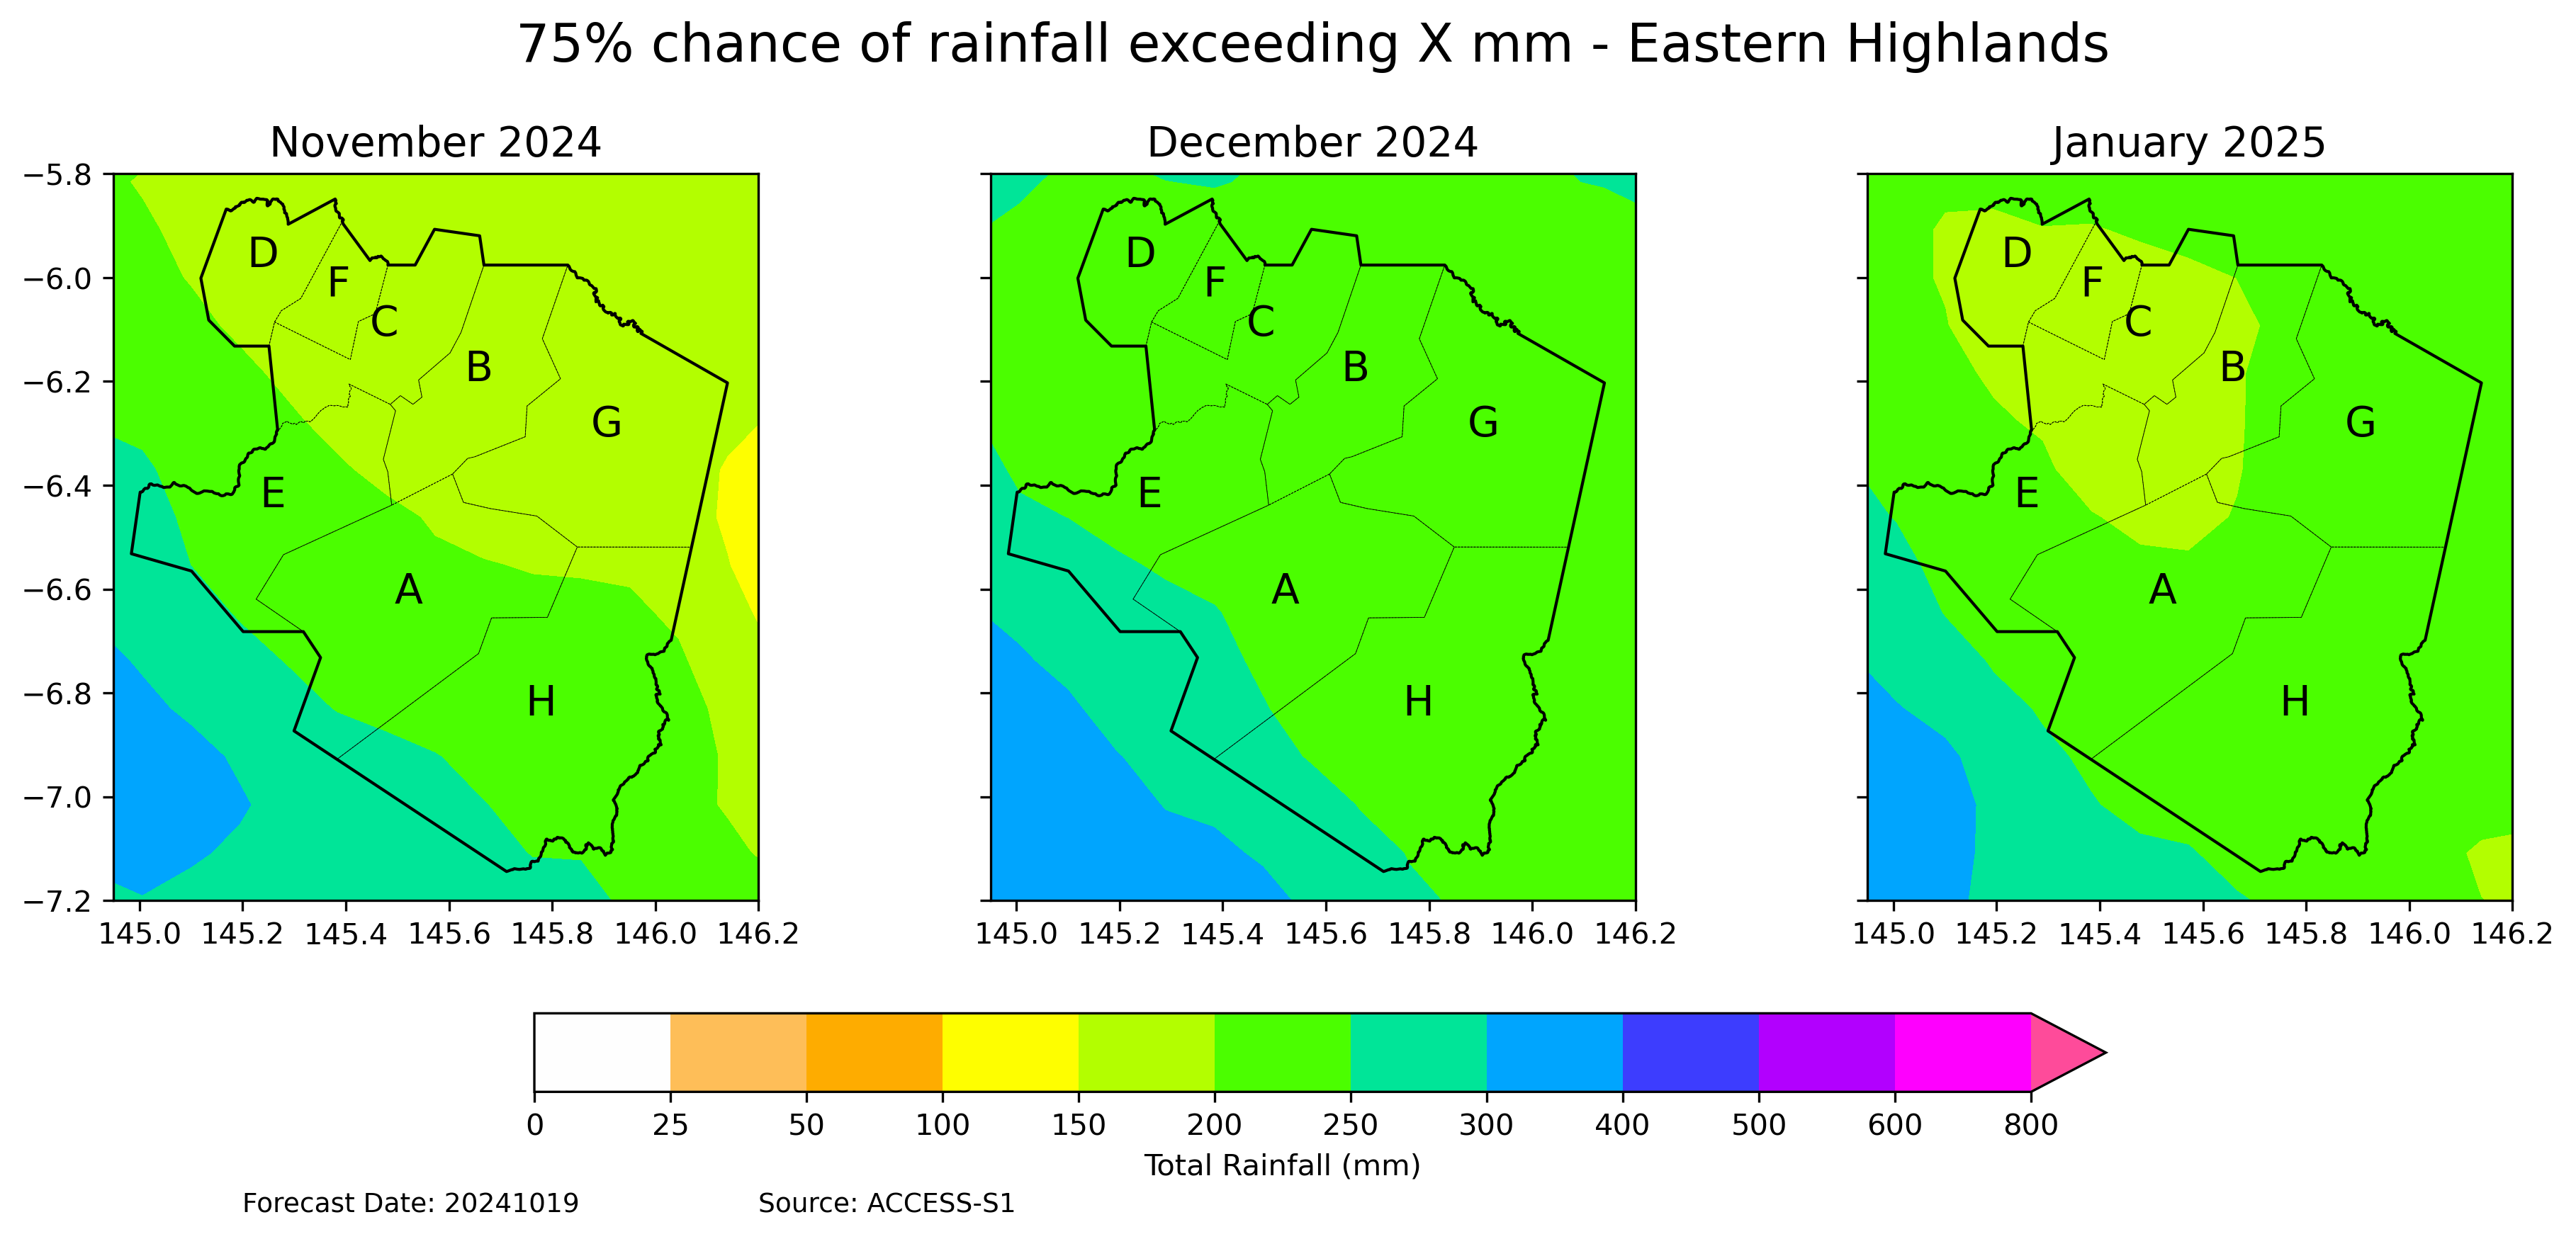 75% chance of rainfall exceeding X mm - Eastern Highlands
November 2024
December 2024
January 2025
−5.8
−6.0
−6.2
−6.4
−6.6
−6.8
−7.0
−7.2
D
F
C
B
G
E
A
H
D
F
C
B
G
E
A
H
D
F
C
B
G
E
A
H
145.0 145.2 145.4 145.6 145.8 146.0 146.2
145.0 145.2 145.4 145.6 145.8 146.0 146.2
145.0 145.2 145.4 145.6 145.8 146.0 146.2
0 25 50 100 150 200 250 300 400 500 600 800
Total Rainfall (mm)
Forecast Date: 20241019
Source: ACCESS-S1